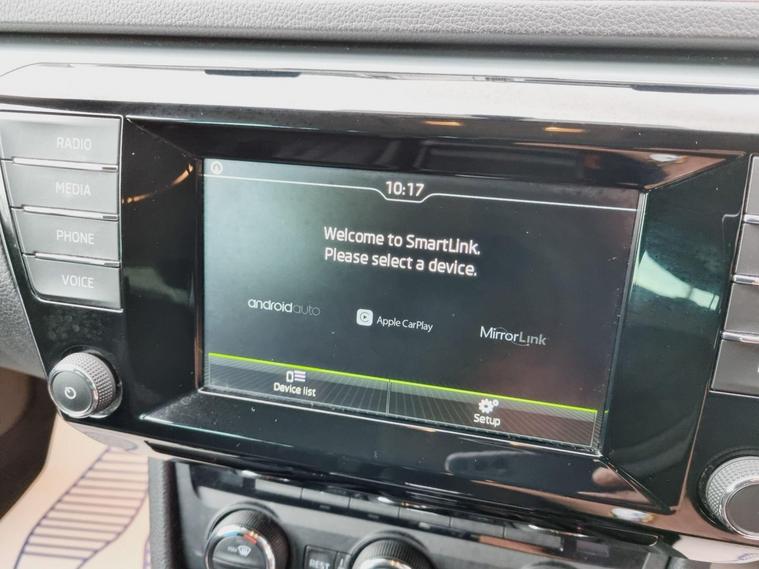 RADIO
MEDIA
PHONE
VOICE
10:17
Welcome to SmartLink.
Please select a device.
androidauto
Apple CarPlay
MirrorLink
Device list
Setup
REST